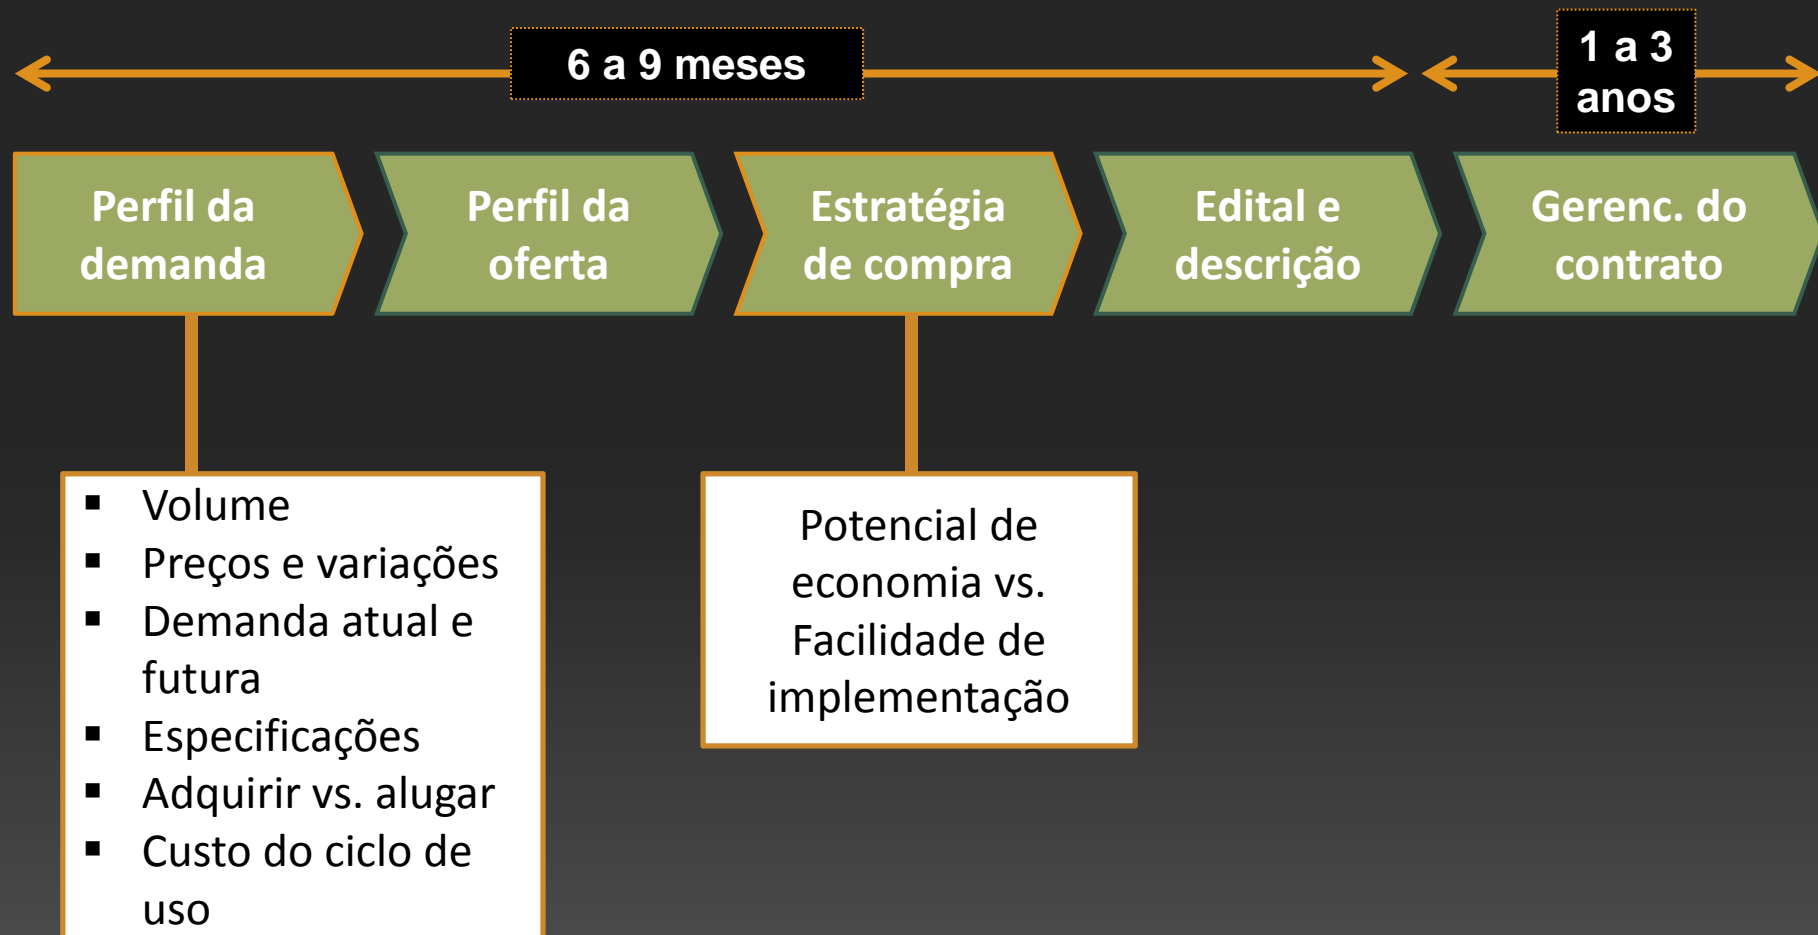 6 a 9 meses
1 a 3
anos
Perfil da
demanda
Perfil da
oferta
Estratégia
de compra
Edital e
descrição
Gerenc. do
contrato
▪ Volume
▪ Preços e variações
▪ Demanda atual e
futura
▪ Especificações
▪ Adquirir vs. alugar
▪ Custo do ciclo de
uso
Potencial de
economia vs.
Facilidade de
implementação